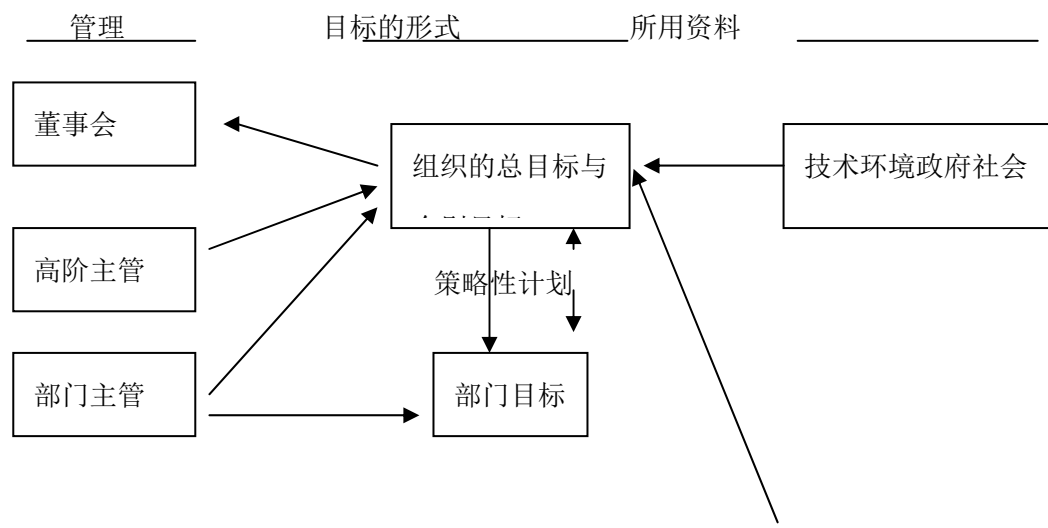 管理 目标的形式 所用资料
董事会
组织的总目标与
技术环境政府社会
高阶主管
策略性计划
部门主管
部门目标